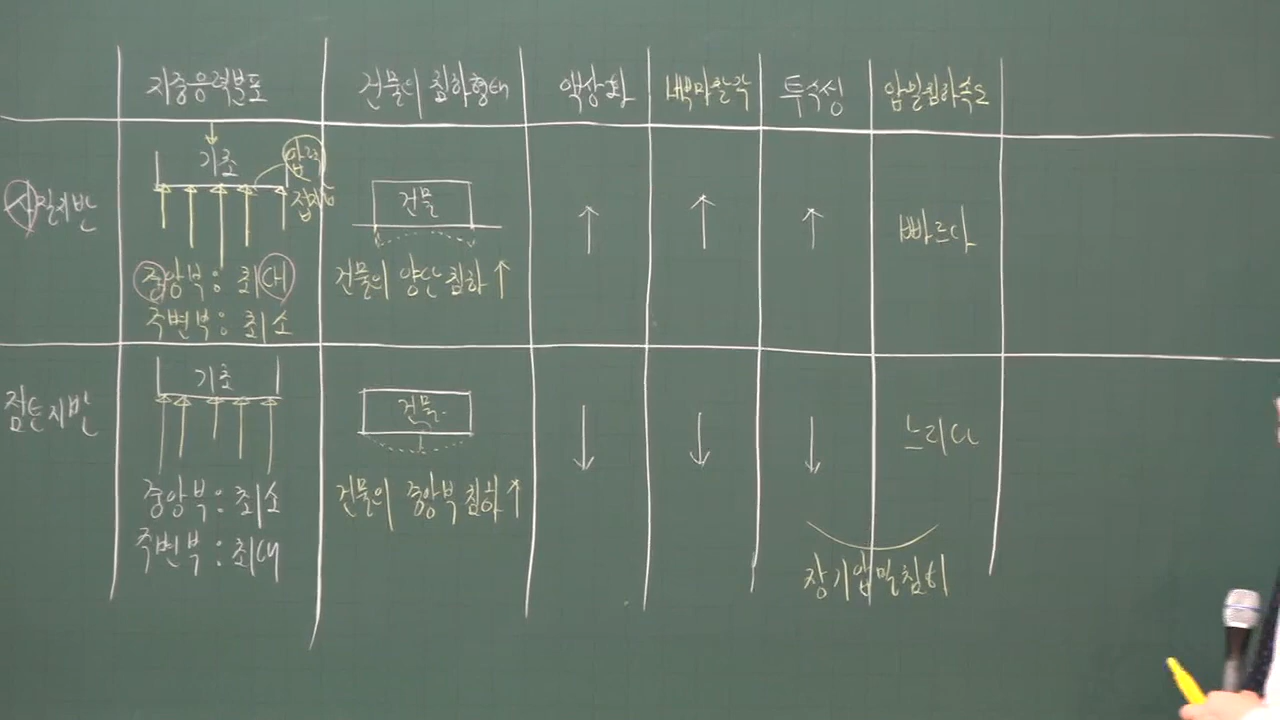 지중응력분포 건물의 침하형태 액상화 내부마찰각 투수성 압밀침하속도
사질지반
기초
압력
접지
건물
↑ ↑ ↑ 빠르다
중앙부: 최대
주변부: 최소
건물의 양단 침하 ↑
점토지반
기초
건물
↓ ↓ ↓ 느리다
중앙부: 최소
주변부: 최대
건물의 중앙부 침하 ↑
장기압밀침하